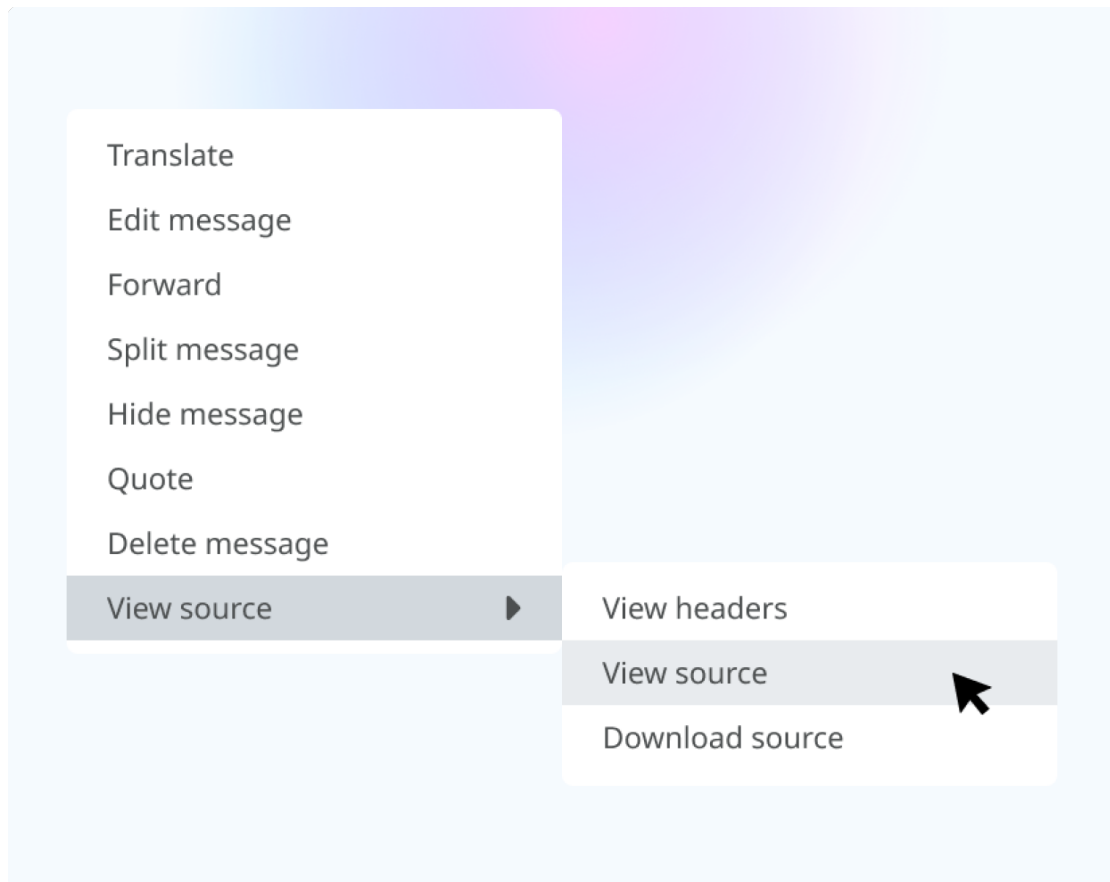 Translate
Edit message
Forward
Split message
Hide message
Quote
Delete message
View source
View headers
View source
Download source